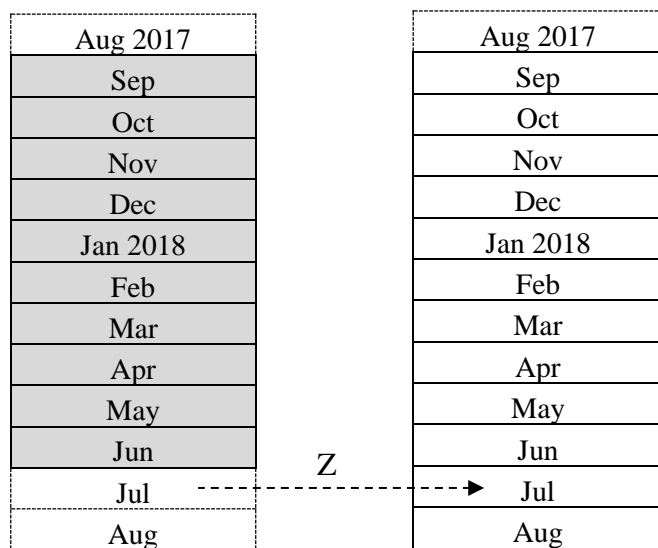 Aug 2017
Sep
Oct
Nov
Dec
Jan 2018
Feb
Mar
Apr
May
Jun
Jul
Aug
Z
Aug 2017
Sep
Oct
Nov
Dec
Jan 2018
Feb
Mar
Apr
May
Jun
Jul
Aug